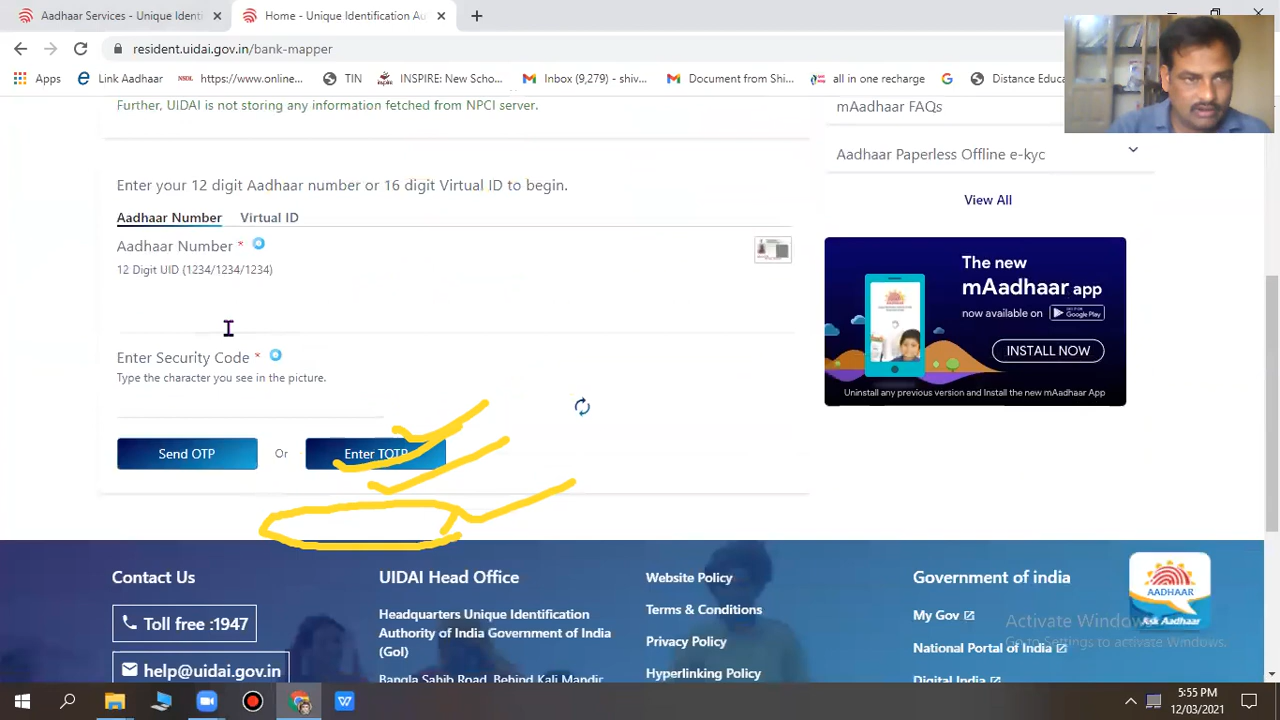 Aadhaar Services - Unique Identifi
Home - Unique Identification Aut
resident.uidai.gov.in/bank-mapper
Apps
Link Aadhaar
NSDL
https://www.online...
TIN
INSPIRE: New Scho...
Inbox (9,279) - shiv...
Document from Shi...
all in one recharge
Distance Educa
Further, UIDAI is not storing any information fetched from NPCI server.
mAadhaar FAQs
Aadhaar Paperless Offline e-kyc
View All
Enter your 12 digit Aadhaar number or 16 digit Virtual ID to begin.
Aadhaar Number
Virtual ID
Aadhaar Number *
12 Digit UID (1234/1234/1234)
Enter Security Code *
Type the character you see in the picture.
Send OTP
Or
Enter TOTP
The new
mAadhaar app
now available on
Google Play
INSTALL NOW
Uninstall any previous version and Install the new mAadhaar App
Contact Us
Toll free :1947
help@uidai.gov.in
UIDAI Head Office
Headquarters Unique Identification
Authority of India Government of India
(GoI)
Bangla Sahib Road, Behind Kali Mandir,
Website Policy
Terms & Conditions
Privacy Policy
Hyperlinking Policy
Government of india
My Gov
National Portal of India
Digital India
AADHAAR
Ask Aadhaar
Activate Windows
Go to Settings to activate Windows.
5:55 PM
12/03/2021